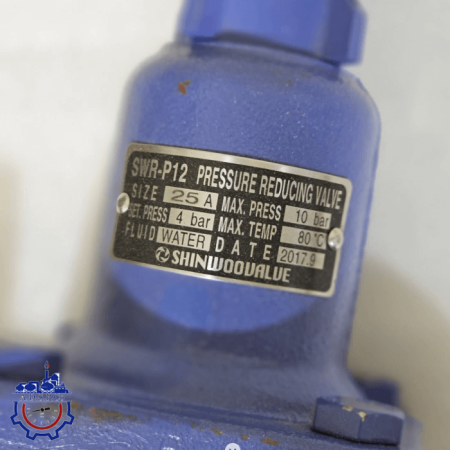 SWR-P12 PRESSURE REDUCING VALVE
SIZE 25 A MAX. PRESS 10 bar
SET. PRESS 4 bar MAX. TEMP 80 ℃
FLUID WATER DATE 2017.9
SHINWOOVALVE